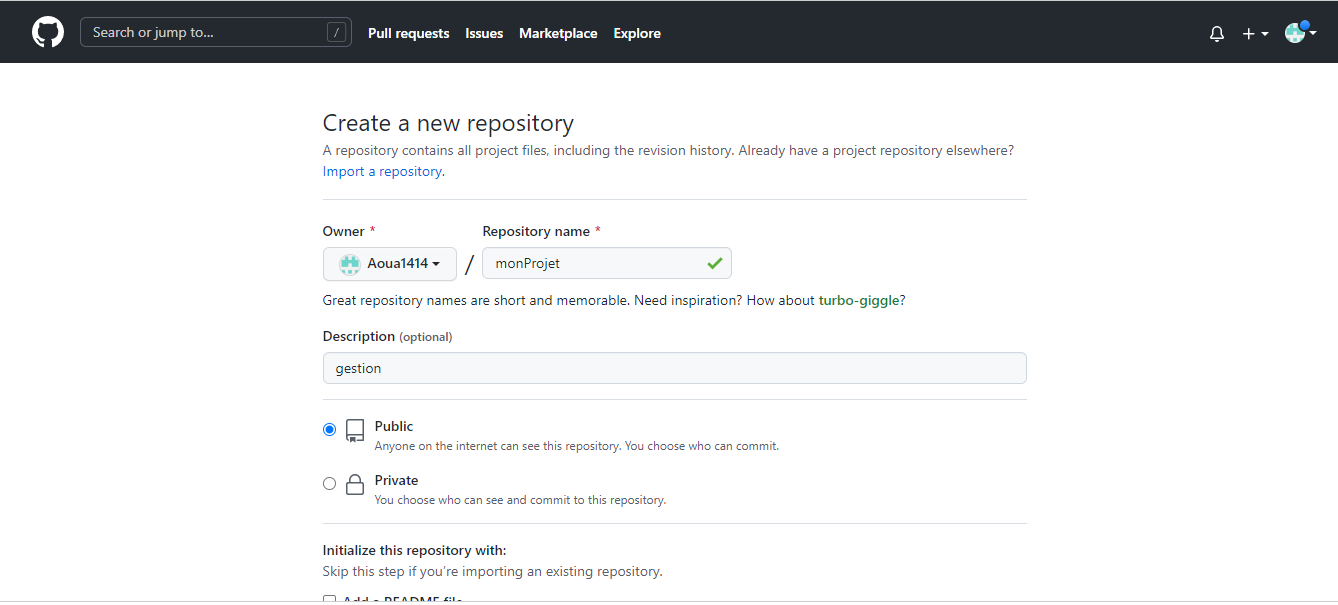 Search or jump to... /
Pull requests Issues Marketplace Explore
Create a new repository
A repository contains all project files, including the revision history. Already have a project repository elsewhere?
Import a repository.
Owner * Repository name *
Aoua1414 / monProjet
Great repository names are short and memorable. Need inspiration? How about turbo-giggle?
Description (optional)
gestion
Public
Anyone on the internet can see this repository. You choose who can commit.
Private
You choose who can see and commit to this repository.
Initialize this repository with:
Skip this step if you’re importing an existing repository.
Add a README file